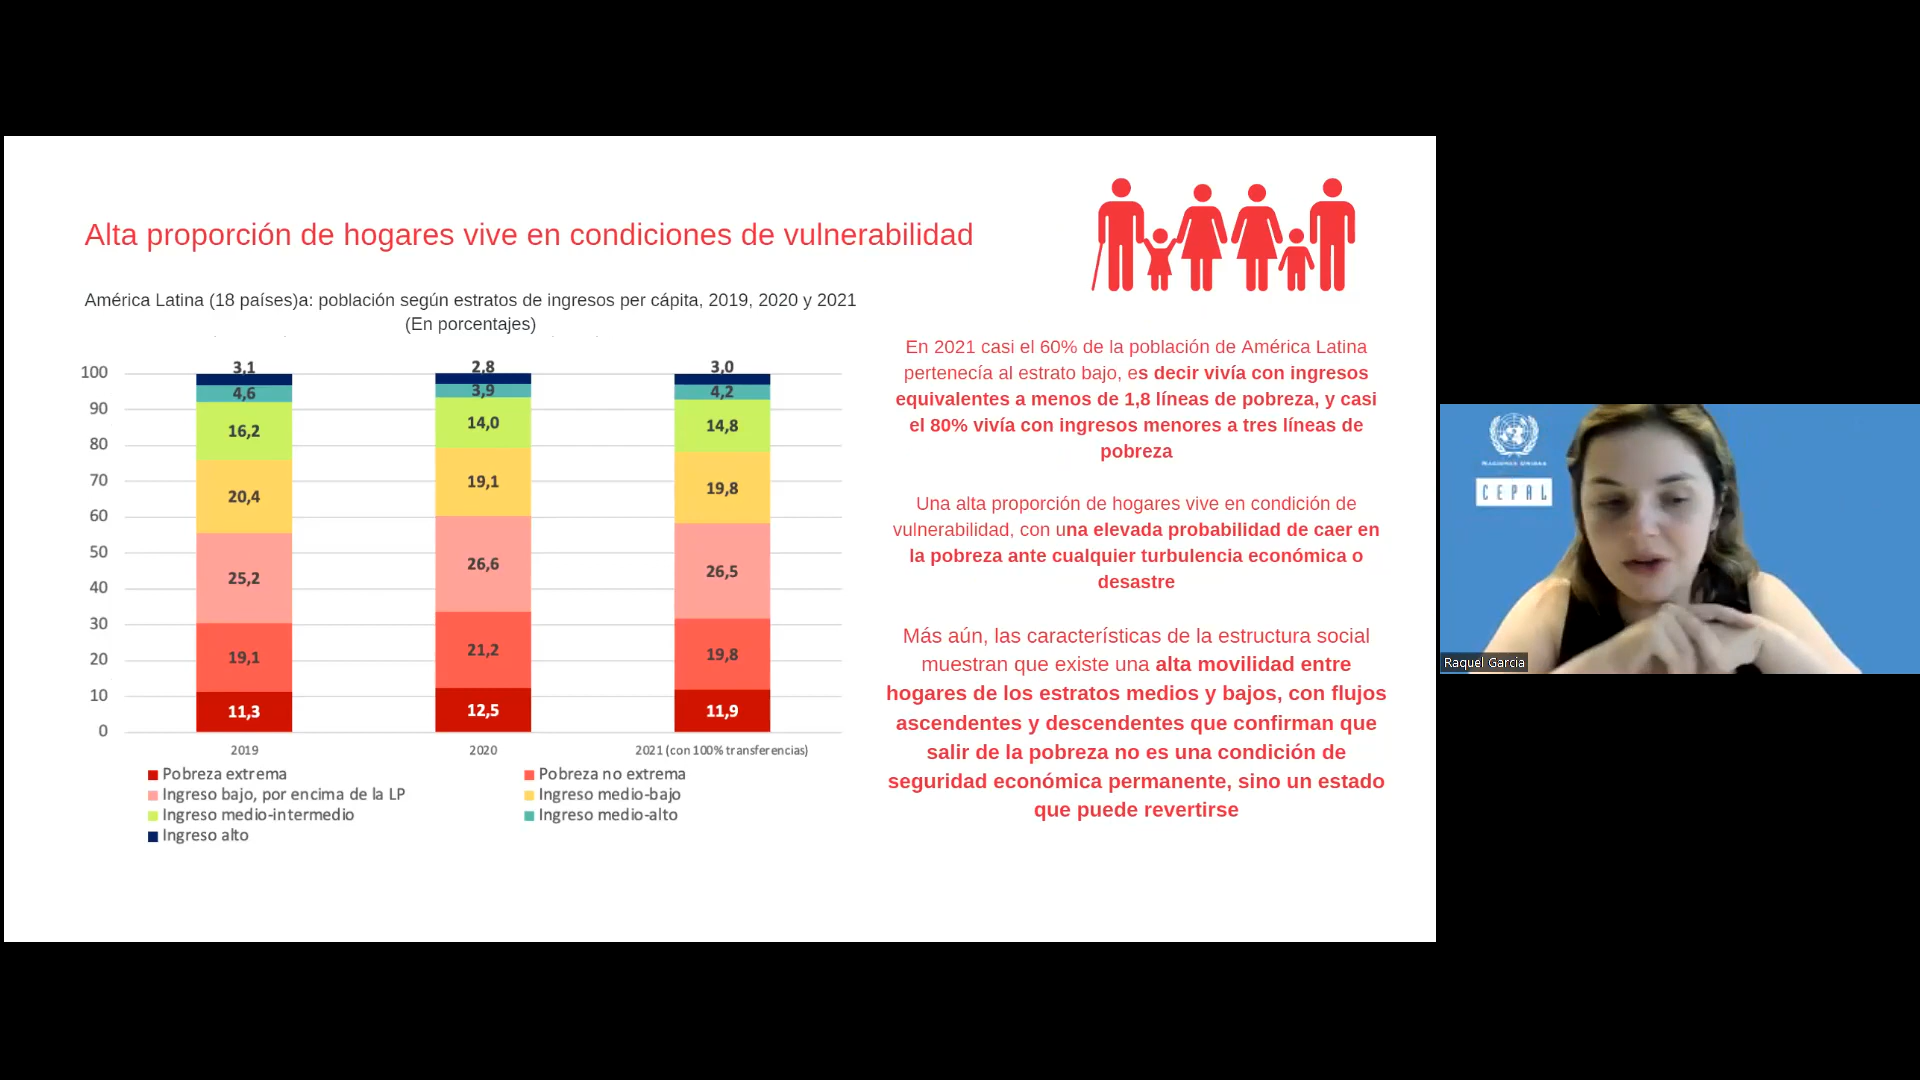 Alta proporción de hogares vive en condiciones de vulnerabilidad
América Latina (18 países)a: población según estratos de ingresos per cápita, 2019, 2020 y 2021
(En porcentajes)
100
90
80
70
60
50
40
30
20
10
0
3,1
4,6
16,2
20,4
25,2
19,1
11,3
2,8
3,9
14,0
19,1
26,6
21,2
12,5
3,0
4,2
14,8
19,8
26,5
19,8
11,9
2019
2020
2021 (con 100% transferencias)
Pobreza extrema
Pobreza no extrema
Ingreso bajo, por encima de la LP
Ingreso medio-bajo
Ingreso medio-intermedio
Ingreso medio-alto
Ingreso alto
En 2021 casi el 60% de la población de América Latina
pertenecía al estrato bajo, es decir vivía con ingresos
equivalentes a menos de 1,8 líneas de pobreza, y casi
el 80% vivía con ingresos menores a tres líneas de
pobreza
Una alta proporción de hogares vive en condición de
vulnerabilidad, con una elevada probabilidad de caer en
la pobreza ante cualquier turbulencia económica o
desastre
Más aún, las características de la estructura social
muestran que existe una alta movilidad entre
hogares de los estratos medios y bajos, con flujos
ascendentes y descendentes que confirman que
salir de la pobreza no es una condición de
seguridad económica permanente, sino un estado
que puede revertirse
NACIONES UNIDAS
CEPAL
Raquel Garcia